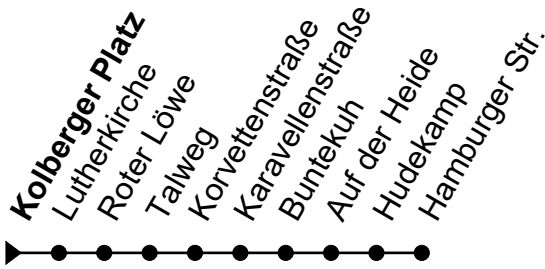 Kolberger Platz
Lutherkirche
Roter Löwe
Talweg
Korvettenstraße
Karavellenstraße
Buntekuh
Auf der Heide
Hudekamp
Hamburger Str.